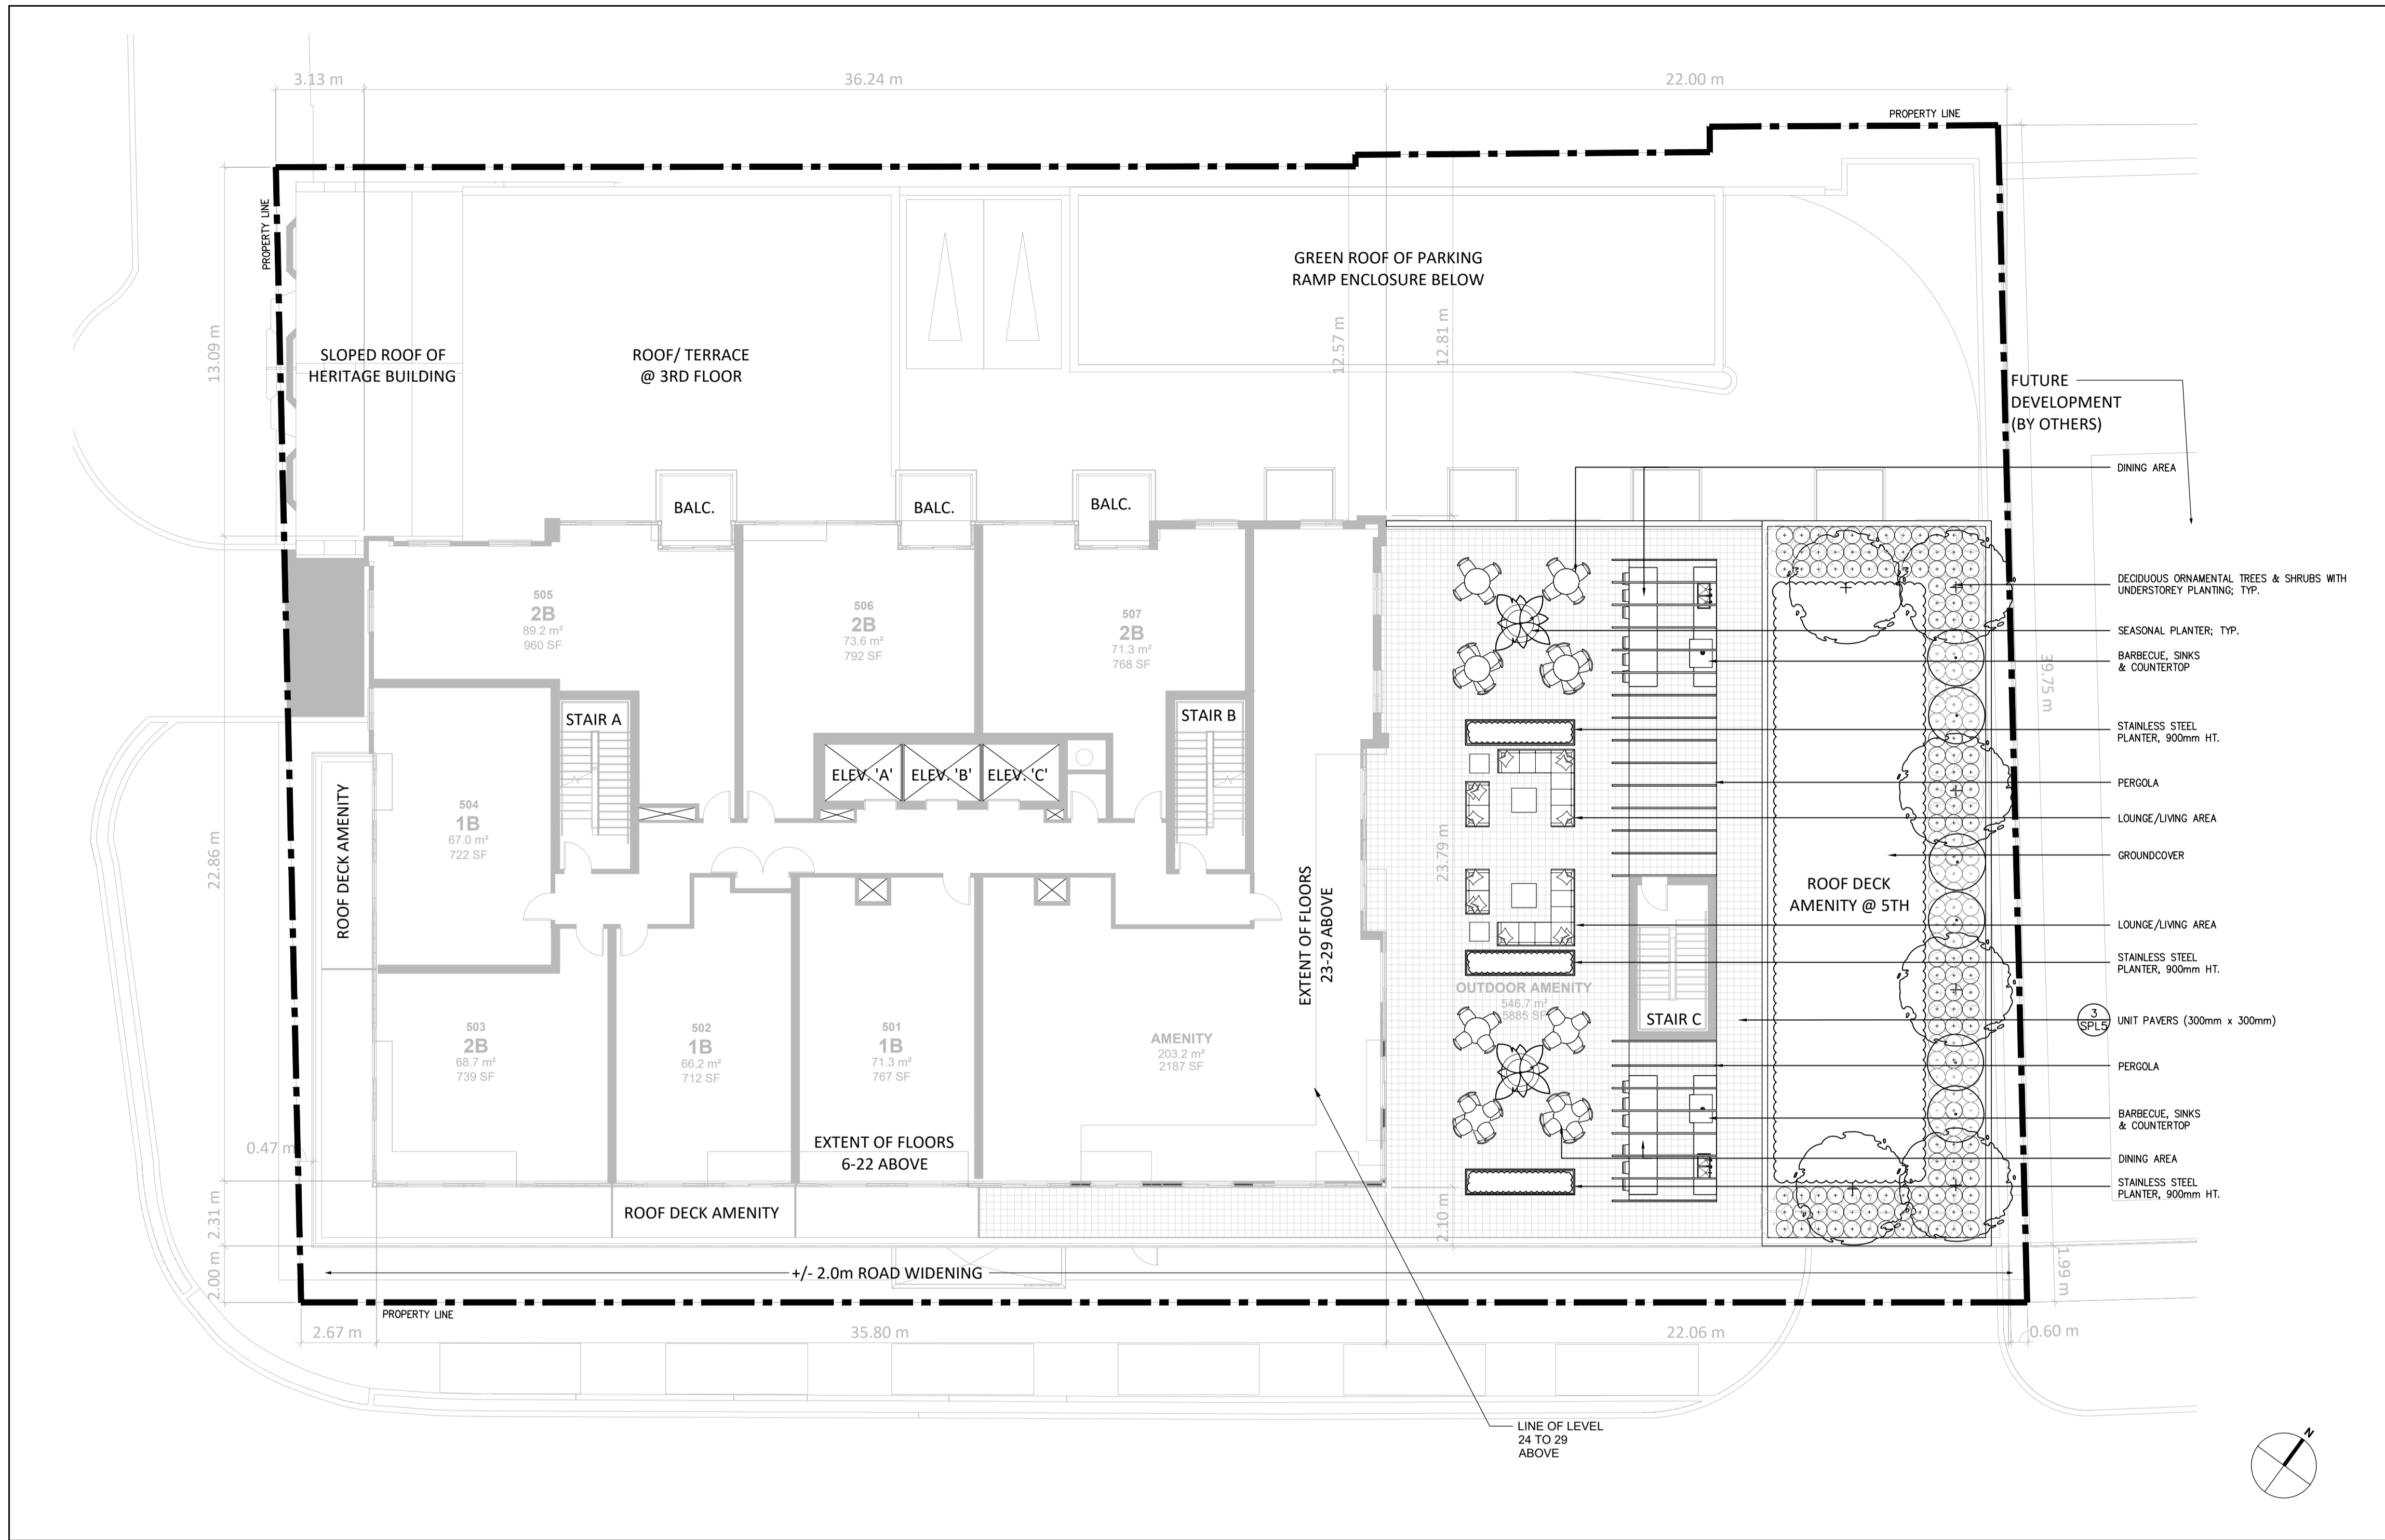 3.13 m
36.24 m
22.00 m
PROPERTY LINE
PROPERTY LINE
13.09 m
SLOPED ROOF OF
HERITAGE BUILDING
ROOF/ TERRACE
@ 3RD FLOOR
GREEN ROOF OF PARKING
RAMP ENCLOSURE BELOW
12.57 m
12.81 m
FUTURE
DEVELOPMENT
(BY OTHERS)
BALC.
BALC.
BALC.
DINING AREA
DECIDUOUS ORNAMENTAL TREES & SHRUBS WITH
UNDERSTOREY PLANTING; TYP.
SEASONAL PLANTER; TYP.
BARBECUE, SINKS
& COUNTERTOP
39.75 m
STAINLESS STEEL
PLANTER, 900mm HT.
PERGOLA
LOUNGE/LIVING AREA
GROUNDCOVER
LOUNGE/LIVING AREA
STAINLESS STEEL
PLANTER, 900mm HT.
3
SPL5
UNIT PAVERS (300mm x 300mm)
PERGOLA
BARBECUE, SINKS
& COUNTERTOP
DINING AREA
STAINLESS STEEL
PLANTER, 900mm HT.
505
2B
89.2 m²
960 SF
506
2B
73.6 m²
792 SF
507
2B
71.3 m²
768 SF
STAIR A
STAIR B
ELEV. 'A'
ELEV. 'B'
ELEV. 'C'
504
1B
67.0 m²
722 SF
ROOF DECK AMENITY
22.86 m
23.79 m
EXTENT OF FLOORS
23-29 ABOVE
ROOF DECK
AMENITY @ 5TH
OUTDOOR AMENITY
546.7 m²
5885 SF
STAIR C
503
2B
68.7 m²
739 SF
502
1B
66.2 m²
712 SF
501
1B
71.3 m²
767 SF
AMENITY
203.2 m²
2187 SF
EXTENT OF FLOORS
6-22 ABOVE
0.47 m
2.31 m
2.00 m
ROOF DECK AMENITY
2.10 m
1.99 m
+/- 2.0m ROAD WIDENING
PROPERTY LINE
2.67 m
35.80 m
22.06 m
0.60 m
LINE OF LEVEL
24 TO 29
ABOVE
N